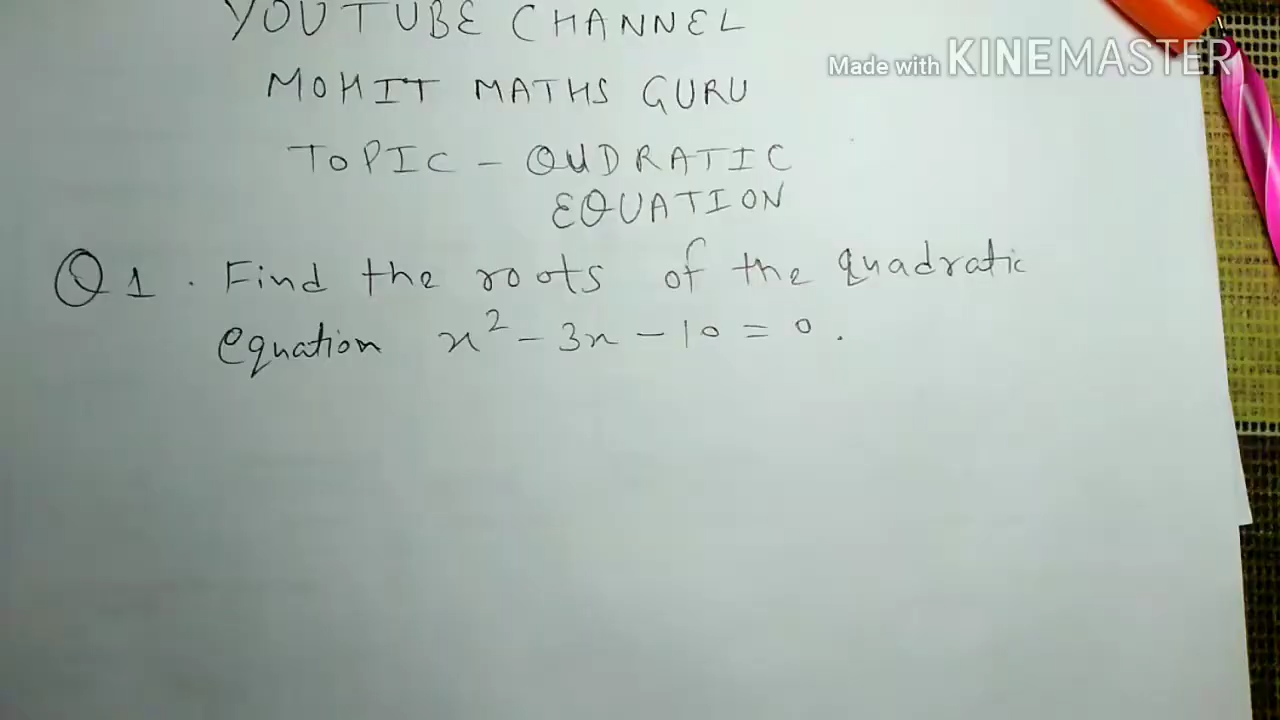 YOUTUBE CHANNEL
Made with KINEMASTER
MOHIT MATHS GURU
TOPIC - QUDRATIC
EQUATION
Q1. Find the roots of the quadratic
equation x² - 3x - 10 = 0.